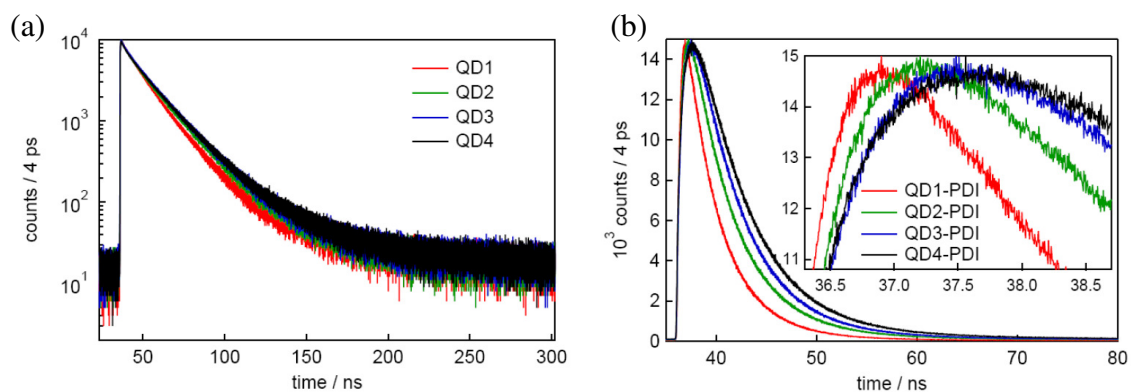 (a)
counts / 4 ps
10⁴
10³
10²
10¹
QD1
QD2
QD3
QD4
50
100
150
200
250
300
time / ns
(b)
10³ counts / 4 ps
14
12
10
8
6
4
2
0
40
50
60
70
80
time / ns
15
14
13
12
11
QD1-PDI
QD2-PDI
QD3-PDI
QD4-PDI
36.5
37.0
37.5
38.0
38.5